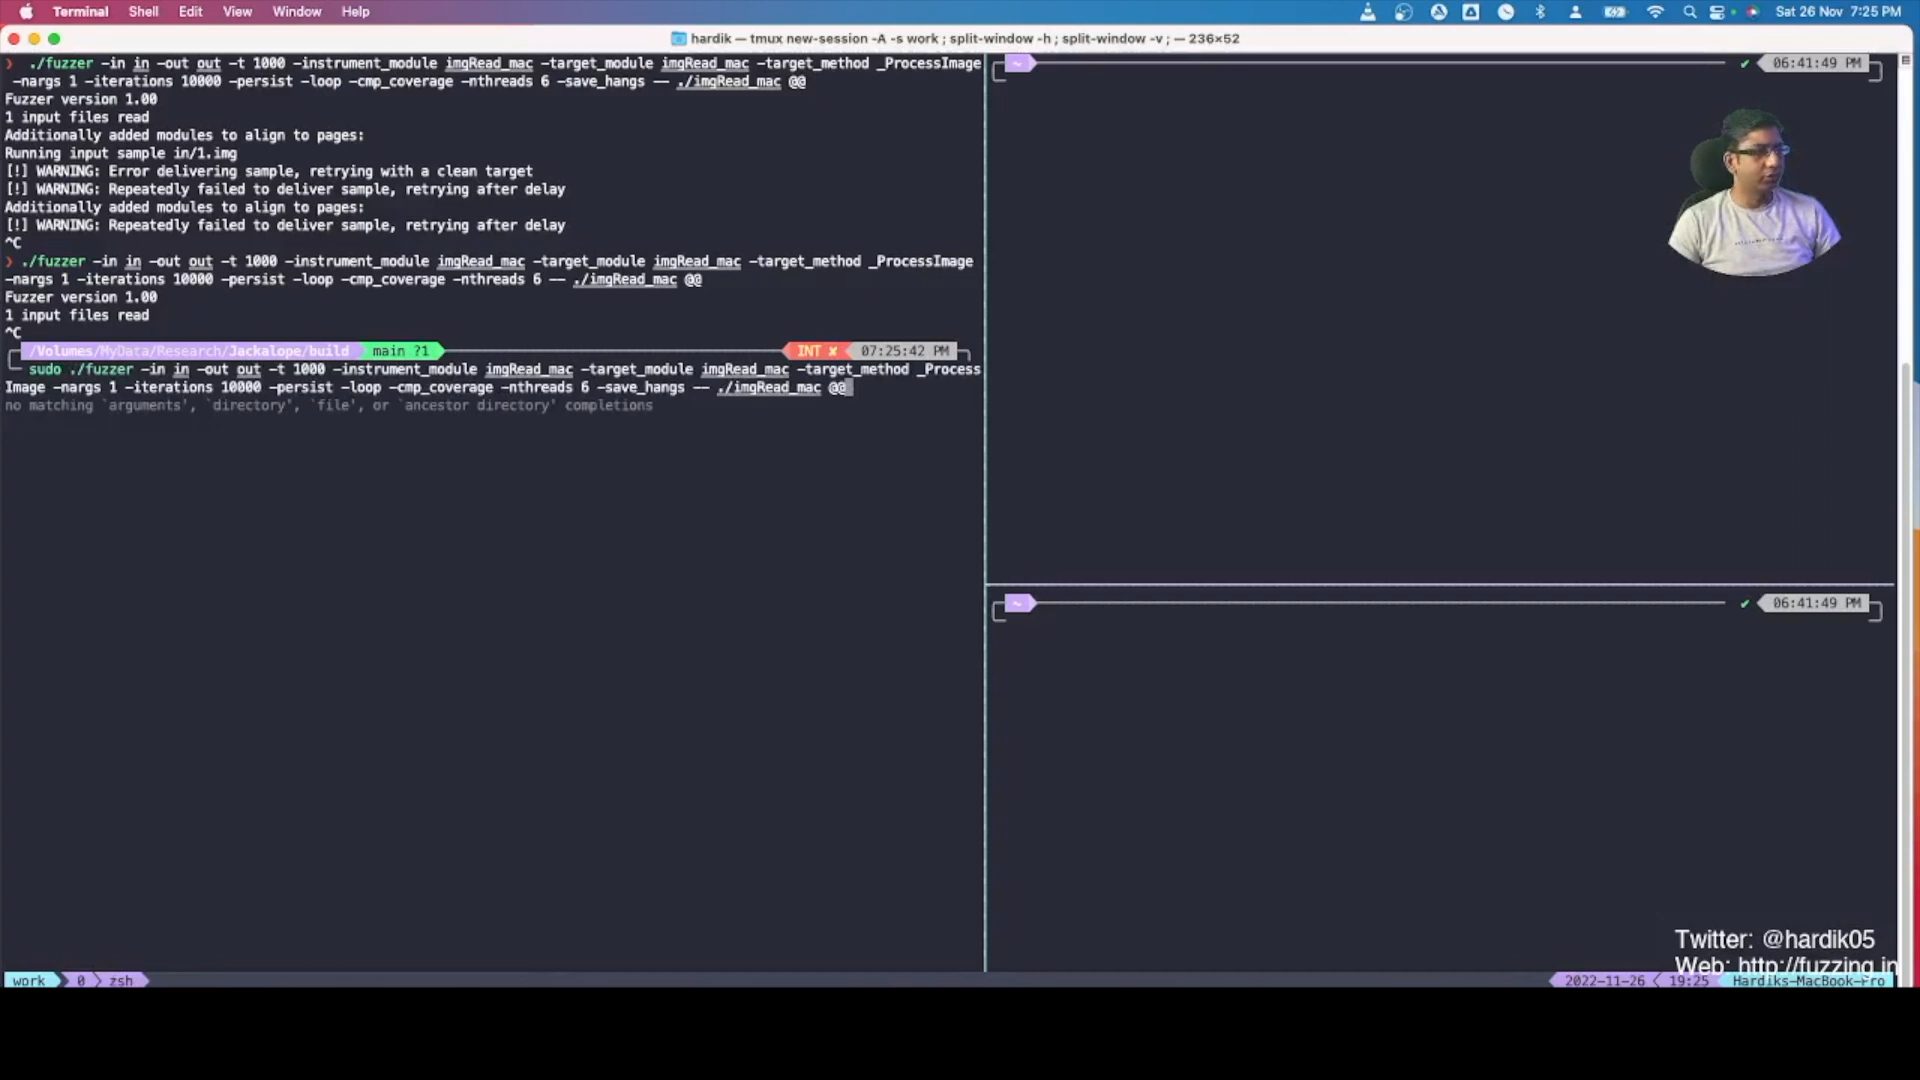 Terminal Shell Edit View Window Help Sat 26 Nov 7:25 PM
hardik — tmux new-session -A -s work ; split-window -h ; split-window -v ; — 236×52
❯ ./fuzzer -in in -out out -t 1000 -instrument_module imgRead_mac -target_module imgRead_mac -target_method _ProcessImage
-nargs 1 -iterations 10000 -persist -loop -cmp_coverage -nthreads 6 -save_hangs -- ./imgRead_mac @@
Fuzzer version 1.00
1 input files read
Additionally added modules to align to pages:
Running input sample in/1.img
[!] WARNING: Error delivering sample, retrying with a clean target
[!] WARNING: Repeatedly failed to deliver sample, retrying after delay
Additionally added modules to align to pages:
[!] WARNING: Repeatedly failed to deliver sample, retrying after delay
^C
❯ ./fuzzer -in in -out out -t 1000 -instrument_module imgRead_mac -target_module imgRead_mac -target_method _ProcessImage
-nargs 1 -iterations 10000 -persist -loop -cmp_coverage -nthreads 6 -- ./imgRead_mac @@
Fuzzer version 1.00
1 input files read
^C
/Volumes/MyData/Research/Jackalope/build main ?1 INT ✘ 07:25:42 PM
sudo ./fuzzer -in in -out out -t 1000 -instrument_module imgRead_mac -target_module imgRead_mac -target_method _Process
Image -nargs 1 -iterations 10000 -persist -loop -cmp_coverage -nthreads 6 -save_hangs -- ./imgRead_mac @@
no matching `arguments', `directory', `file', or `ancestor directory' completions
~ ✔ 06:41:49 PM
~ ✔ 06:41:49 PM
Twitter: @hardik05
Web: http://fuzzing.in
work 0 zsh 2022-11-26 19:25 Hardiks-MacBook-Pro